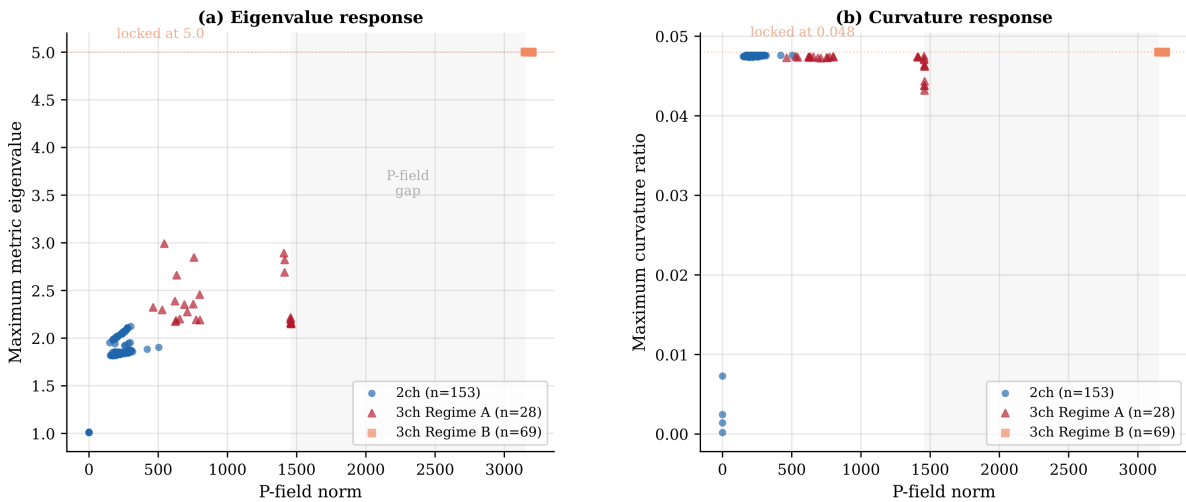 (a) Eigenvalue response
locked at 5.0
5.0
4.5
4.0
3.5
3.0
2.5
2.0
1.5
1.0
Maximum metric eigenvalue
P-field
gap
2ch (n=153)
3ch Regime A (n=28)
3ch Regime B (n=69)
0 500 1000 1500 2000 2500 3000
P-field norm
(b) Curvature response
locked at 0.048
0.05
0.04
0.03
0.02
0.01
0.00
Maximum curvature ratio
2ch (n=153)
3ch Regime A (n=28)
3ch Regime B (n=69)
0 500 1000 1500 2000 2500 3000
P-field norm